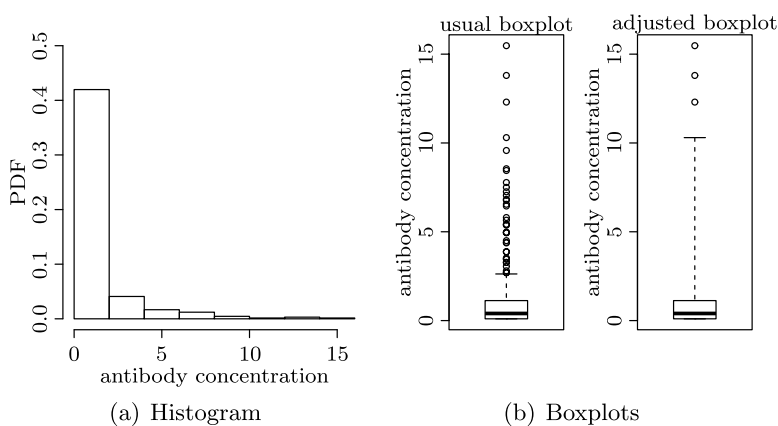 usual boxplot
adjusted boxplot
0.5
0.4
0.3
0.2
0.1
0.0
PDF
0
5
10
15
antibody concentration
15
10
5
0
antibody concentration
15
10
5
0
antibody concentration
(a) Histogram
(b) Boxplots